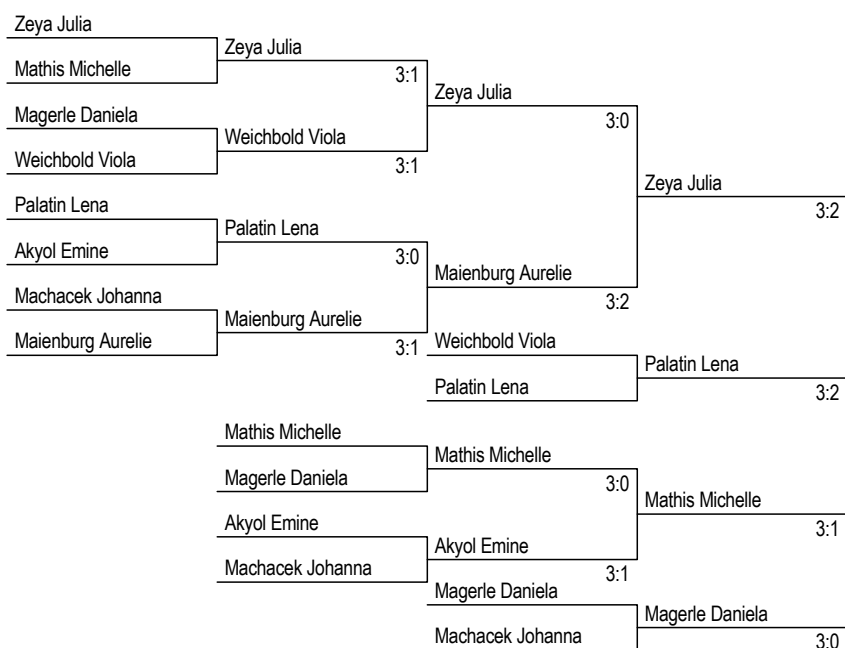 Zeya Julia
Mathis Michelle
Magerle Daniela
Weichbold Viola
Palatin Lena
Akyol Emine
Machacek Johanna
Maienburg Aurelie
Zeya Julia
3:1
Weichbold Viola
3:1
Palatin Lena
3:0
Maienburg Aurelie
3:1
Zeya Julia
3:0
Maienburg Aurelie
3:2
Zeya Julia
3:2
Weichbold Viola
Palatin Lena
Palatin Lena
3:2
Mathis Michelle
Magerle Daniela
Akyol Emine
Machacek Johanna
Mathis Michelle
3:0
Akyol Emine
3:1
Mathis Michelle
3:1
Magerle Daniela
Machacek Johanna
Magerle Daniela
3:0